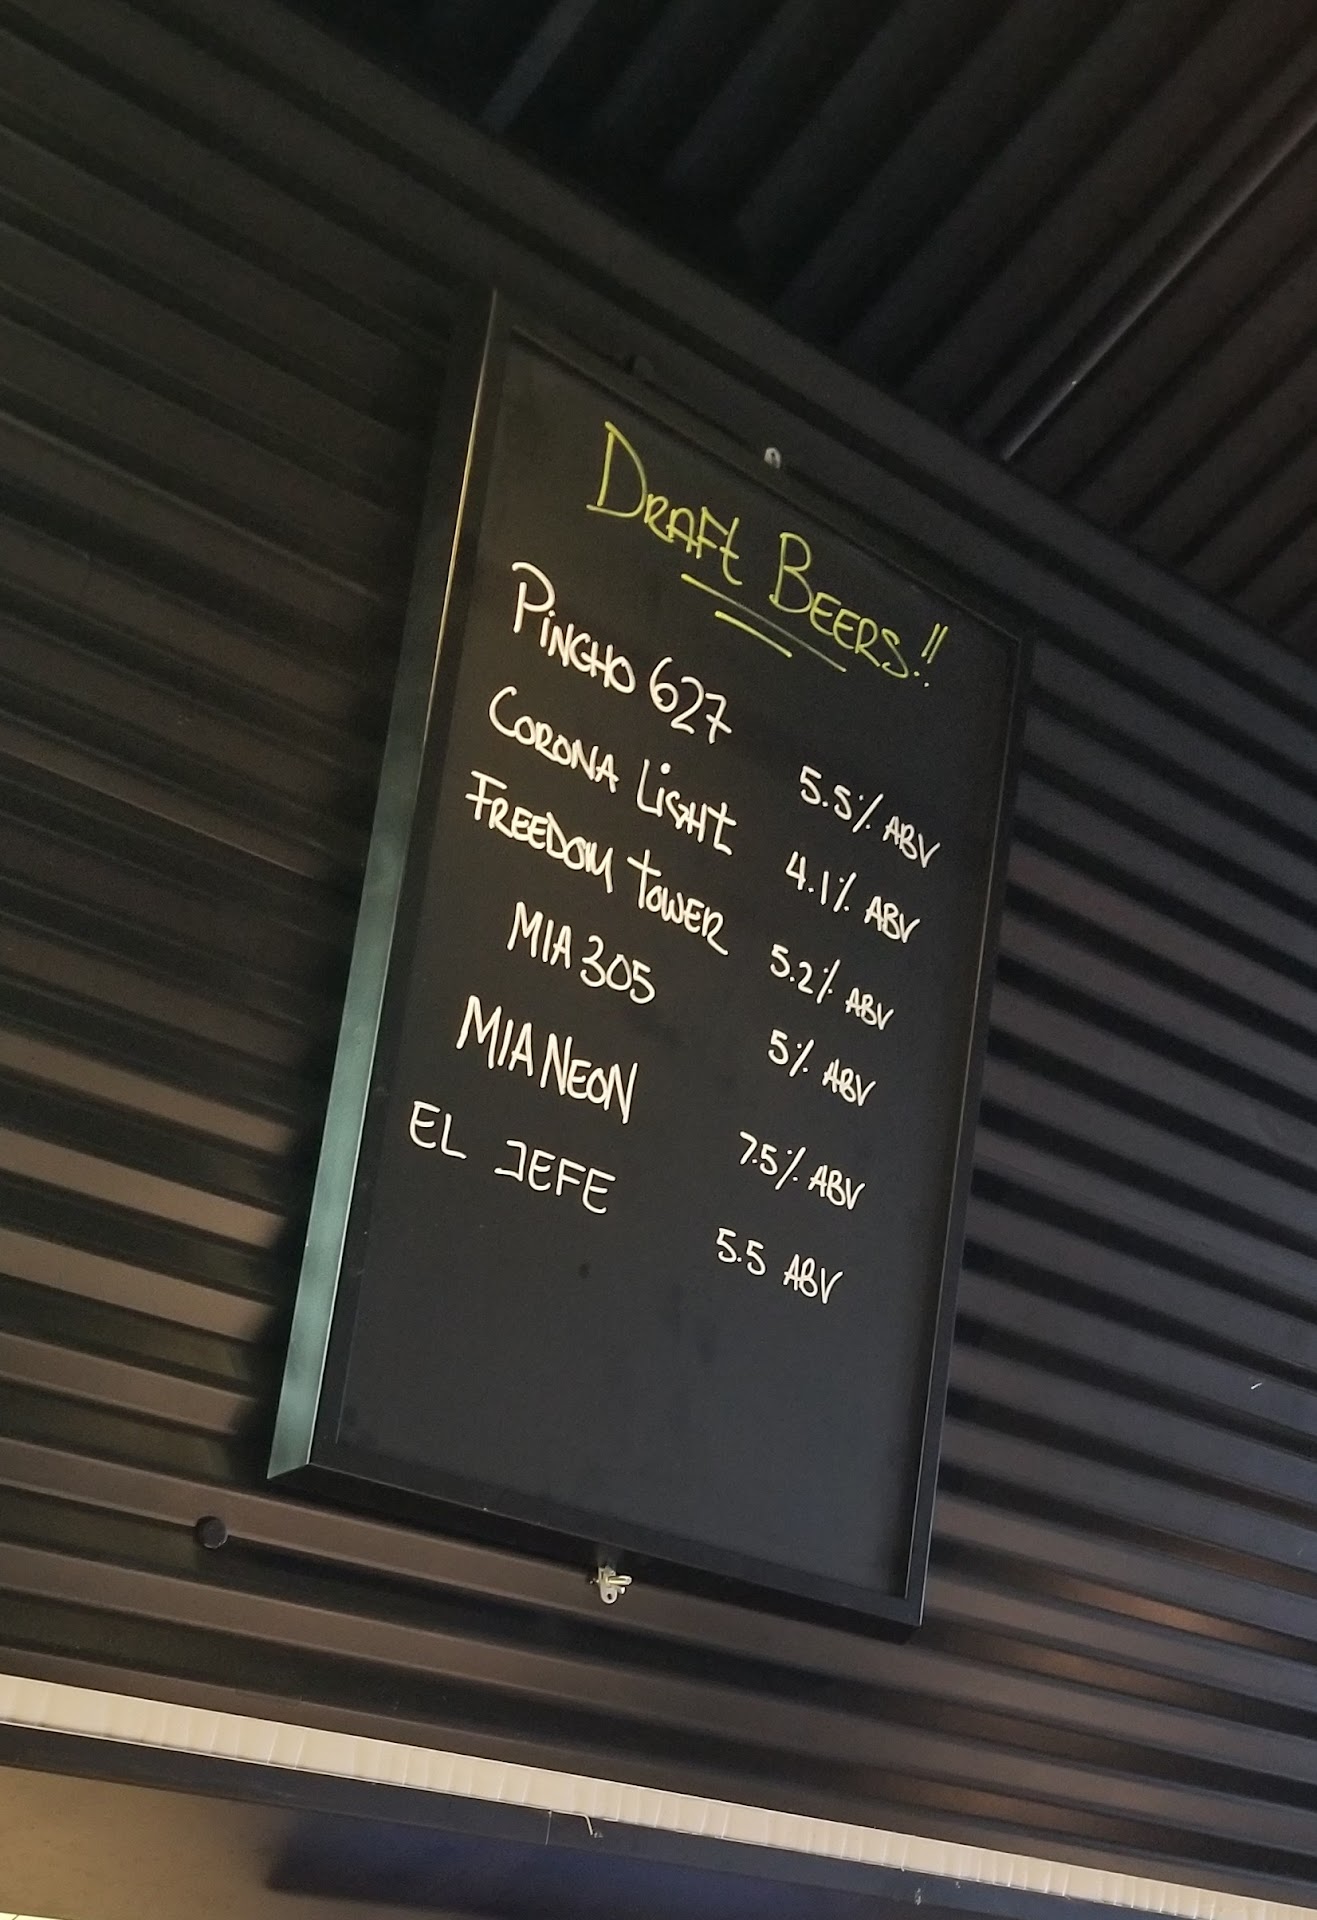 DRAFT BEERS!!
PiNCHO 627 5.5% ABV
CORONA LiGHT 4.1% ABV
FREEDOM TOWER 5.2% ABV
MIA 305 5% ABV
MIA NEON 7.5% ABV
EL JEFE 5.5 ABV